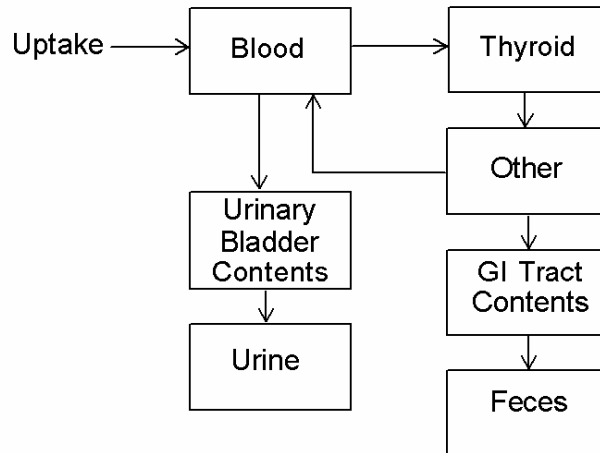 Uptake
Blood
Thyroid
Other
Urinary
Bladder
Contents
GI Tract
Contents
Urine
Feces